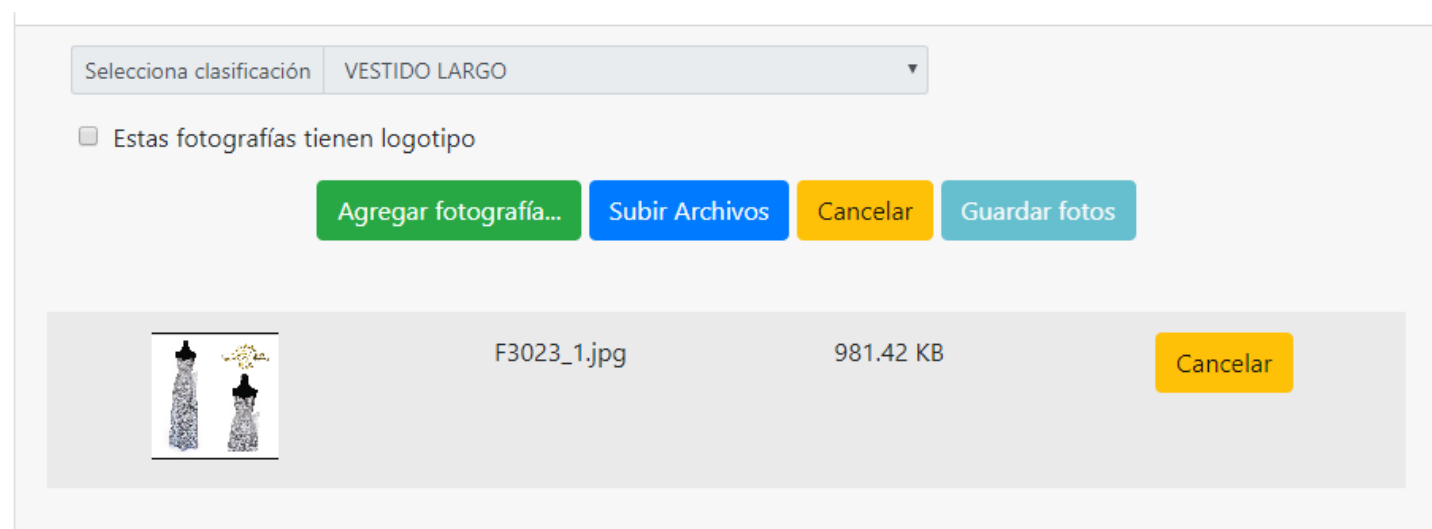 Selecciona clasificación VESTIDO LARGO
Estas fotografías tienen logotipo
Agregar fotografía... Subir Archivos Cancelar Guardar fotos
F3023_1.jpg 981.42 KB Cancelar